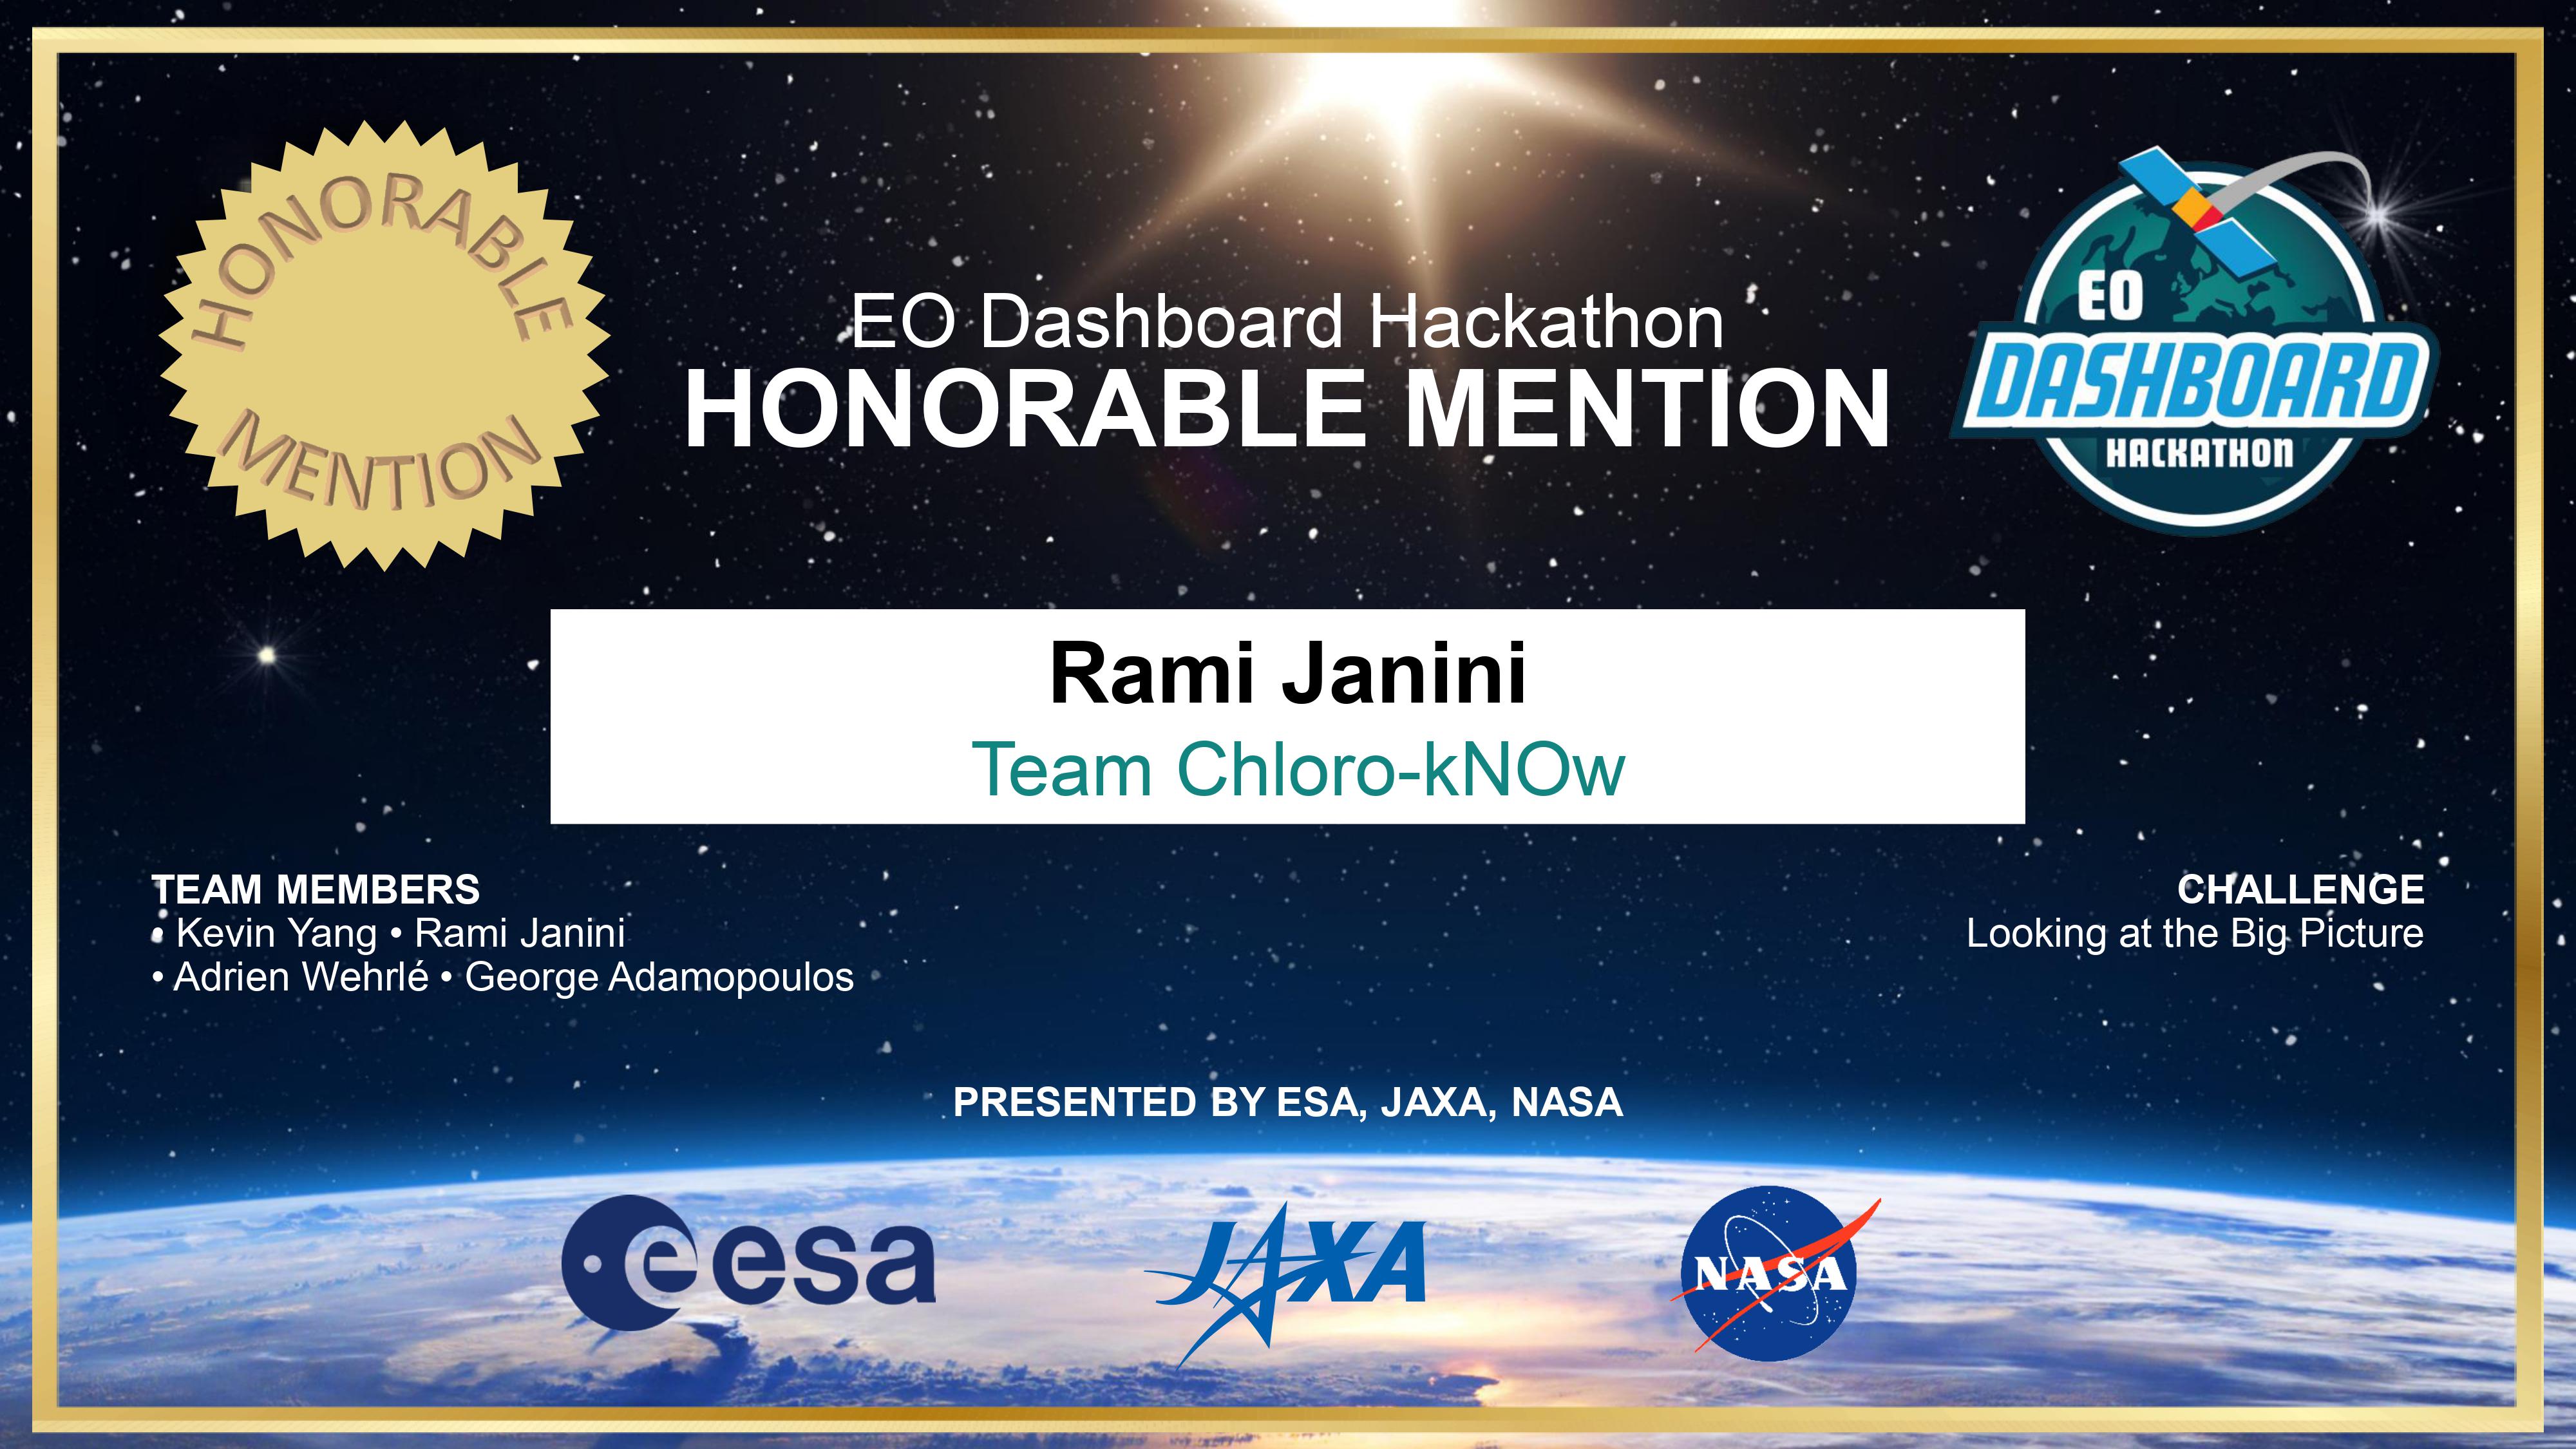 HONORABLE
MENTION
EO Dashboard Hackathon
HONORABLE MENTION
EO
DASHBOARD
HACKATHON
Rami Janini
Team Chloro-kNOw
TEAM MEMBERS
• Kevin Yang • Rami Janini
• Adrien Wehrlé • George Adamopoulos
CHALLENGE
Looking at the Big Picture
PRESENTED BY ESA, JAXA, NASA
esa
JAXA
NASA